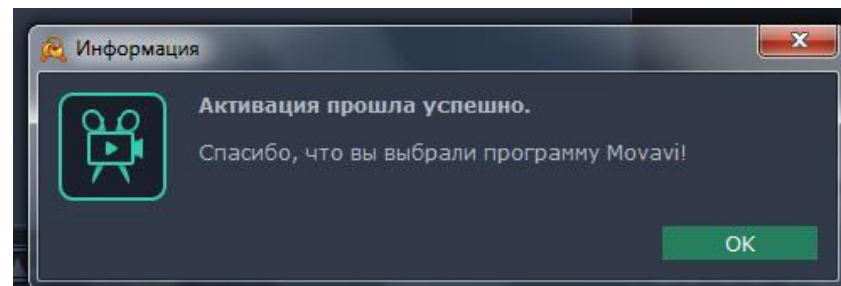 Информация
Активация прошла успешно.
Спасибо, что вы выбрали программу Movavi!
OK